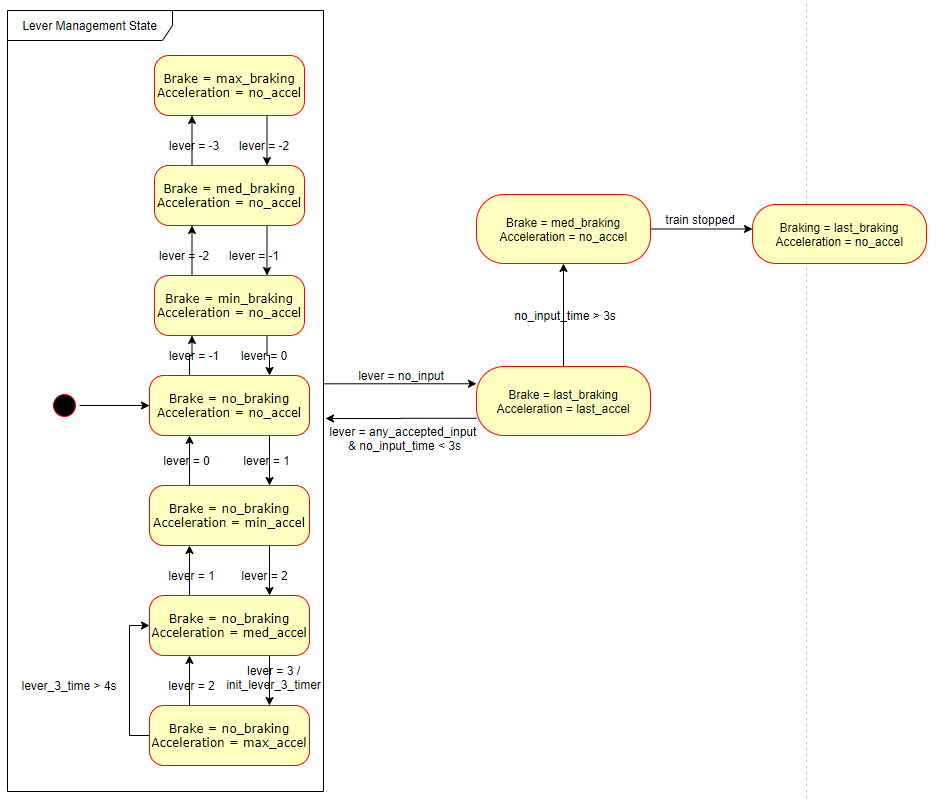 Lever Management State
Brake = max_braking
Acceleration = no_accel
lever = -3
lever = -2
Brake = med_braking
Acceleration = no_accel
lever = -2
lever = -1
Brake = min_braking
Acceleration = no_accel
lever = -1
lever = 0
Brake = no_braking
Acceleration = no_accel
lever = 0
lever = 1
Brake = no_braking
Acceleration = min_accel
lever = 1
lever = 2
Brake = no_braking
Acceleration = med_accel
lever_3_time > 4s
lever = 2
lever = 3 /
init_lever_3_timer
Brake = no_braking
Acceleration = max_accel
lever = no_input
lever = any_accepted_input
& no_input_time < 3s
Brake = last_braking
Acceleration = last_accel
no_input_time > 3s
Brake = med_braking
Acceleration = no_accel
train stopped
Braking = last_braking
Acceleration = no_accel